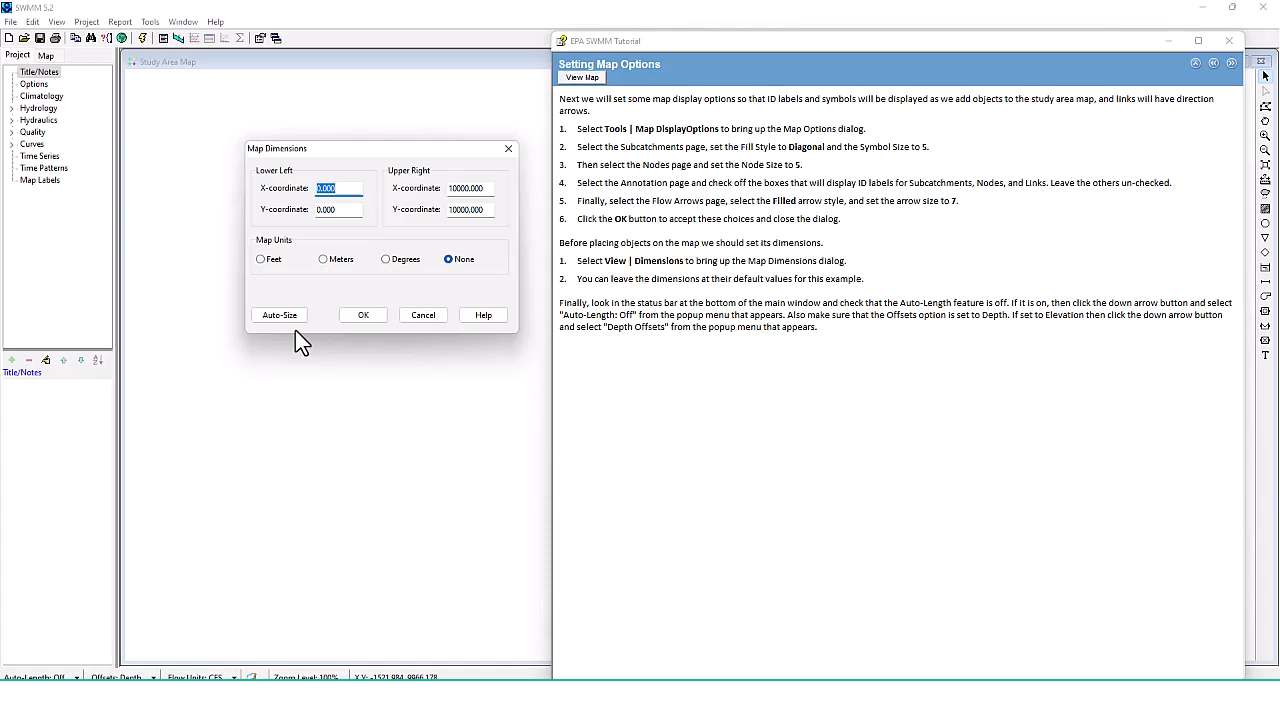 SWMM 5.2
File Edit View Project Report Tools Window Help
Project Map
Title/Notes
Options
Climatology
Hydrology
Hydraulics
Quality
Curves
Time Series
Time Patterns
Map Labels
Title/Notes
Study Area Map
Map Dimensions
Lower Left Upper Right
X-coordinate: 0.000 X-coordinate: 10000.000
Y-coordinate: 0.000 Y-coordinate: 10000.000
Map Units
Feet Meters Degrees None
Auto-Size OK Cancel Help
EPA SWMM Tutorial
Setting Map Options
View Map
Next we will set some map display options so that ID labels and symbols will be displayed as we add objects to the study area map, and links will have direction
arrows.
1. Select Tools | Map DisplayOptions to bring up the Map Options dialog.
2. Select the Subcatchments page, set the Fill Style to Diagonal and the Symbol Size to 5.
3. Then select the Nodes page and set the Node Size to 5.
4. Select the Annotation page and check off the boxes that will display ID labels for Subcatchments, Nodes, and Links. Leave the others un-checked.
5. Finally, select the Flow Arrows page, select the Filled arrow style, and set the arrow size to 7.
6. Click the OK button to accept these choices and close the dialog.
Before placing objects on the map we should set its dimensions.
1. Select View | Dimensions to bring up the Map Dimensions dialog.
2. You can leave the dimensions at their default values for this example.
Finally, look in the status bar at the bottom of the main window and check that the Auto-Length feature is off. If it is on, then click the down arrow button and select
"Auto-Length: Off" from the popup menu that appears. Also make sure that the Offsets option is set to Depth. If set to Elevation then click the down arrow button
and select "Depth Offsets" from the popup menu that appears.
Auto-Length: Off Offsets: Depth Flow Units: CFS Zoom Level: 100% X,Y: -1521.984, 9966.178